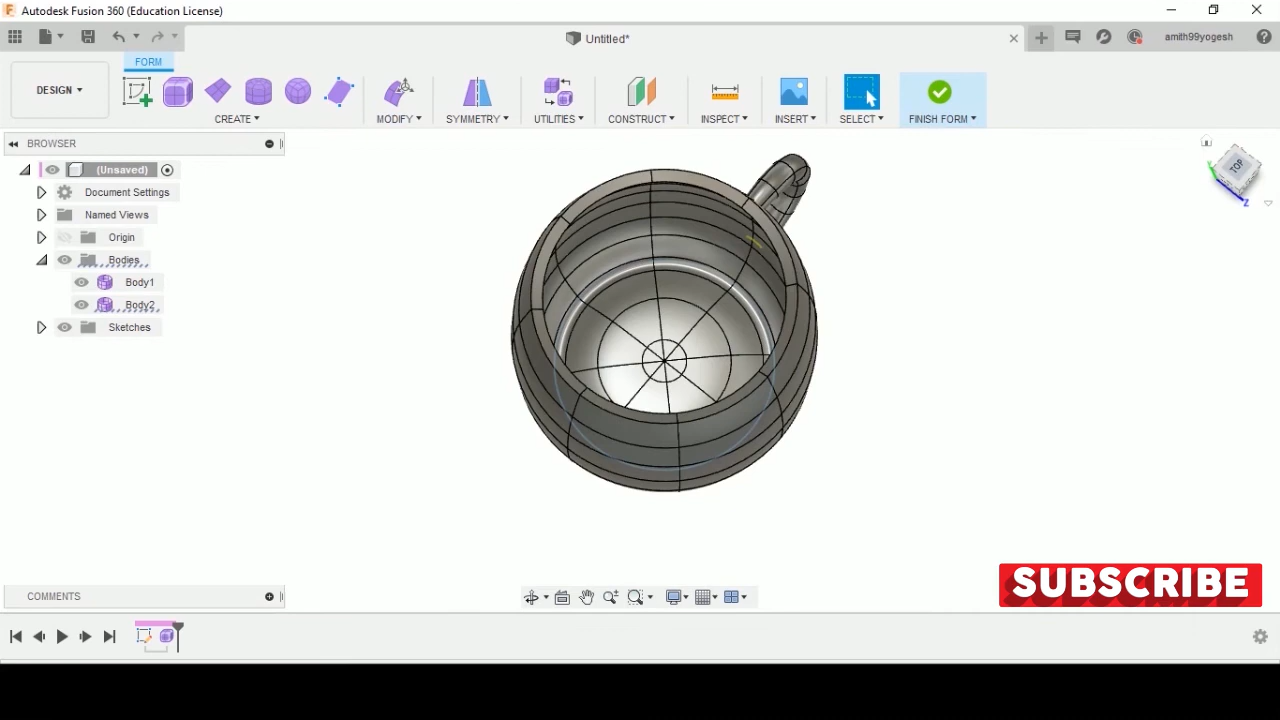 Autodesk Fusion 360 (Education License)
Untitled*
amith99yogesh
FORM
DESIGN
CREATE
MODIFY
SYMMETRY
UTILITIES
CONSTRUCT
INSPECT
INSERT
SELECT
FINISH FORM
BROWSER
(Unsaved)
Document Settings
Named Views
Origin
Bodies
Body1
Body2
Sketches
TOP
Y
Z
COMMENTS
SUBSCRIBE